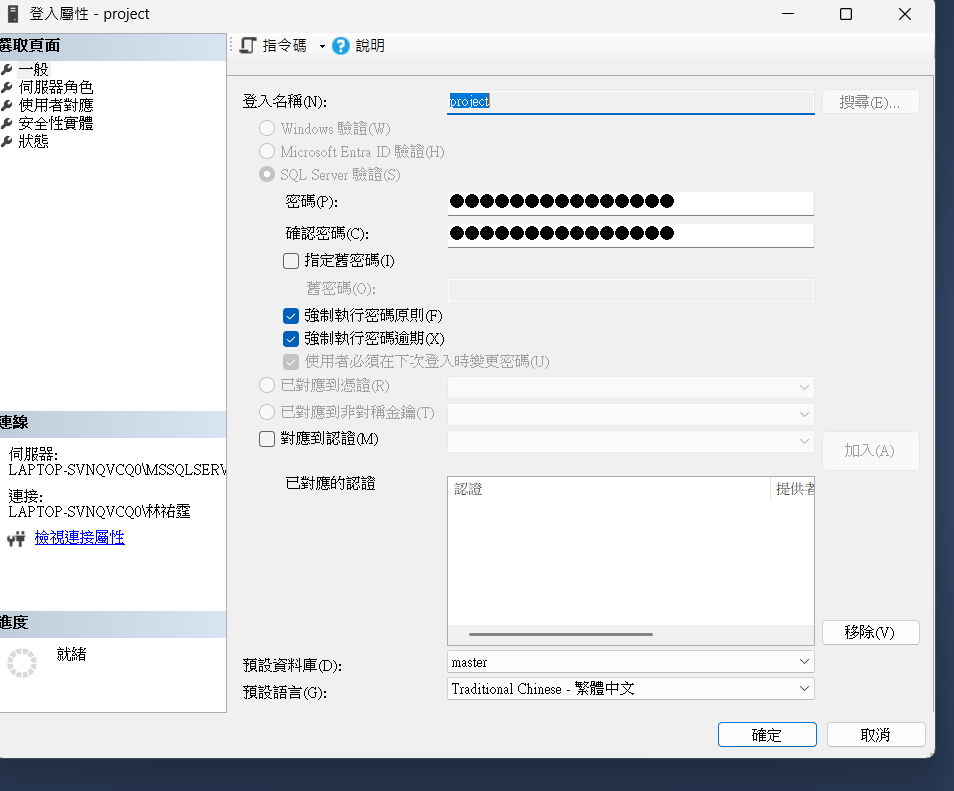 登入屬性 - project
選取頁面
一般
伺服器角色
使用者對應
安全性實體
狀態
指令碼
說明
登入名稱(N):
project
搜尋(E)...
Windows 驗證(W)
Microsoft Entra ID 驗證(H)
SQL Server 驗證(S)
密碼(P):
●●●●●●●●●●●●●●●
確認密碼(C):
●●●●●●●●●●●●●●●
指定舊密碼(I)
舊密碼(O):
強制執行密碼原則(F)
強制執行密碼逾期(X)
使用者必須在下次登入時變更密碼(U)
已對應到憑證(R)
已對應到非對稱金鑰(T)
對應到認證(M)
加入(A)
已對應的認證
認證
提供者
移除(V)
預設資料庫(D):
master
預設語言(G):
Traditional Chinese - 繁體中文
連線
伺服器:
LAPTOP-SVNQVCQ0\MSSQLSERV
連接:
LAPTOP-SVNQVCQ0\林祐霆
檢視連接屬性
進度
就緒
確定
取消